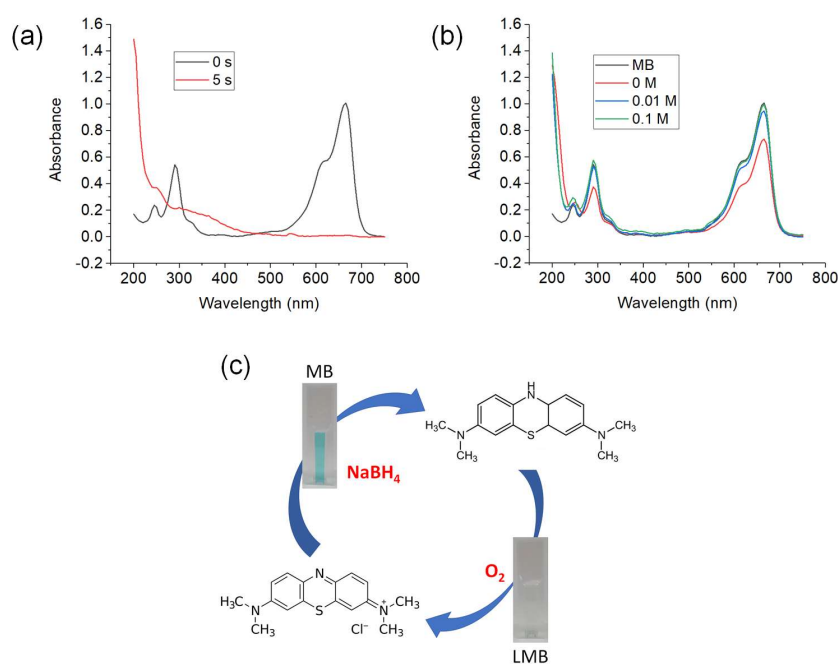 (a)
1.6
1.4
1.2
1.0
0.8
0.6
0.4
0.2
0.0
-0.2
Absorbance
0 s
5 s
200 300 400 500 600 700 800
Wavelength (nm)
(b)
1.6
1.4
1.2
1.0
0.8
0.6
0.4
0.2
0.0
-0.2
Absorbance
MB
0 M
0.01 M
0.1 M
200 300 400 500 600 700 800
Wavelength (nm)
(c)
MB
NaBH₄
H
N
H₃C
N
CH₃
S
CH₃
N
CH₃
O₂
LMB
N
H₃C
N
CH₃
S
Cl⁻
CH₃
N⁺
CH₃